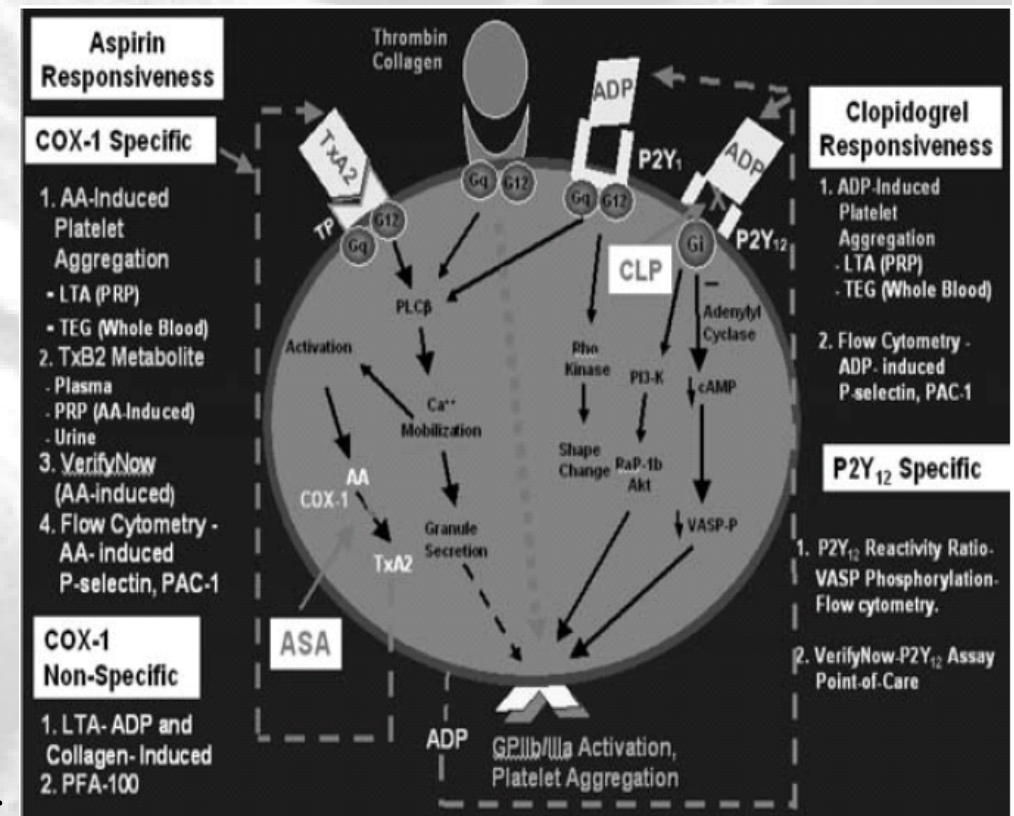 Aspirin
Responsiveness
COX-1 Specific
1. AA-Induced
Platelet
Aggregation
- LTA (PRP)
- TEG (Whole Blood)
2. TxB2 Metabolite
- Plasma
- PRP (AA-Induced)
- Urine
3. VerifyNow
(AA-induced)
4. Flow Cytometry -
AA- induced
P-selectin, PAC-1
COX-1
Non-Specific
1. LTA- ADP and
Collagen- Induced
2. PFA-100
Thrombin
Collagen
TxA2
TP
Gq
G12
Gq
G12
ADP
P2Y₁
Gq
G12
ADP
X
P2Y₁₂
Gi
CLP
PLCβ
Activation
Ca⁺⁺
Mobilization
AA
COX-1
TxA2
Granule
Secretion
ASA
Rho
Kinase
Shape
Change
PI3-K
RaP-1b
Akt
–
Adenylyl
Cyclase
cAMP
VASP-P
ADP
GPIIb/IIIa Activation,
Platelet Aggregation
Clopidogrel
Responsiveness
1. ADP-Induced
Platelet
Aggregation
- LTA (PRP)
- TEG (Whole Blood)
2. Flow Cytometry -
ADP- induced
P-selectin, PAC-1
P2Y₁₂ Specific
1. P2Y₁₂ Reactivity Ratio-
VASP Phosphorylation-
Flow cytometry.
2. VerifyNow-P2Y₁₂ Assay
Point-of-Care
.